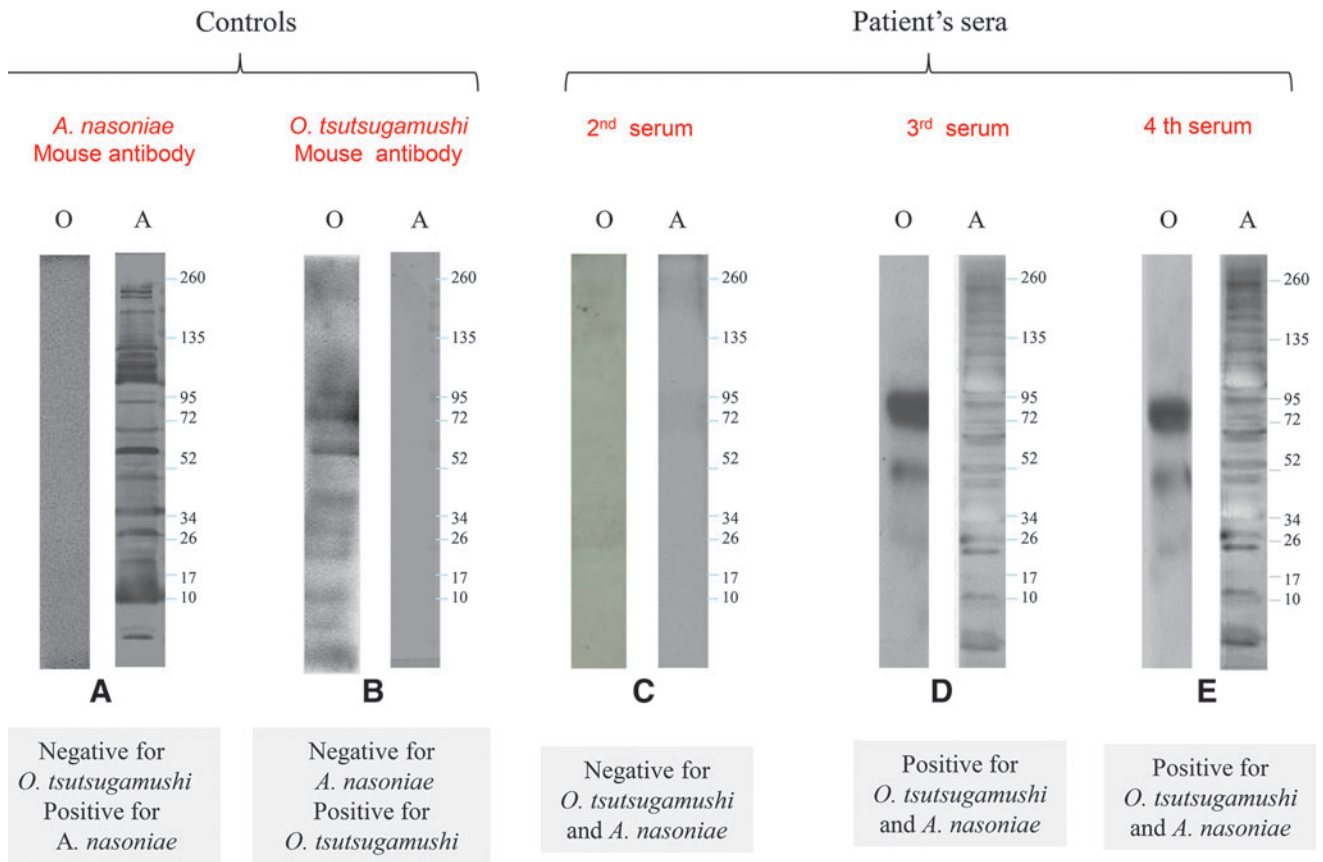 Controls
Patient's sera
A. nasoniae
Mouse antibody
O. tsutsugamushi
Mouse antibody
2nd serum
3rd serum
4 th serum
O A
O A
O A
O A
O A
260
135
95
72
52
34
26
17
10
260
135
95
72
52
34
26
17
10
260
135
95
72
52
34
26
17
10
260
135
95
72
52
34
26
17
10
260
135
95
72
52
34
26
17
10
A
B
C
D
E
Negative for
O. tsutsugamushi
Positive for
A. nasoniae
Negative for
A. nasoniae
Positive for
O. tsutsugamushi
Negative for
O. tsutsugamushi
and A. nasoniae
Positive for
O. tsutsugamushi
and A. nasoniae
Positive for
O. tsutsugamushi
and A. nasoniae